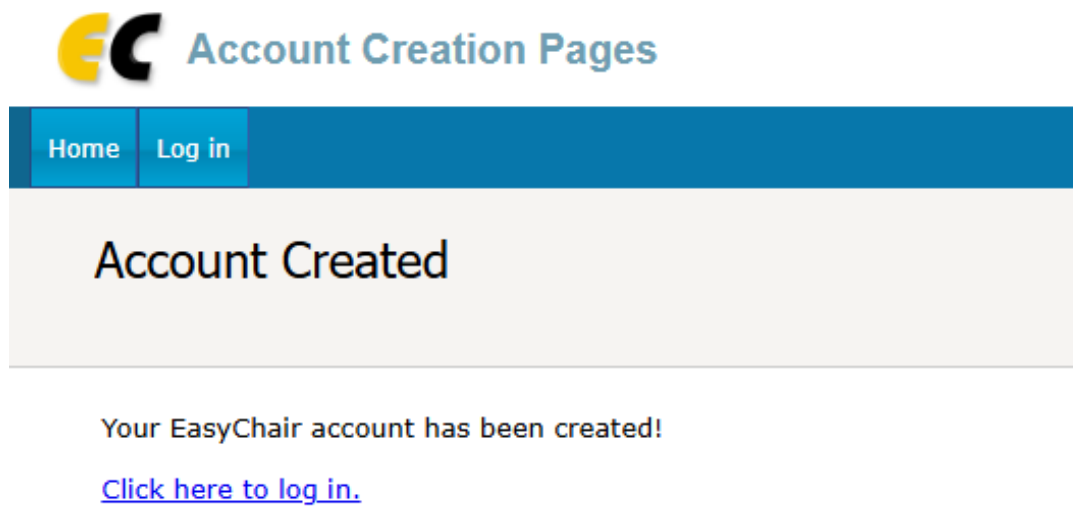 EC Account Creation Pages
Home Log in
Account Created
Your EasyChair account has been created!
Click here to log in.